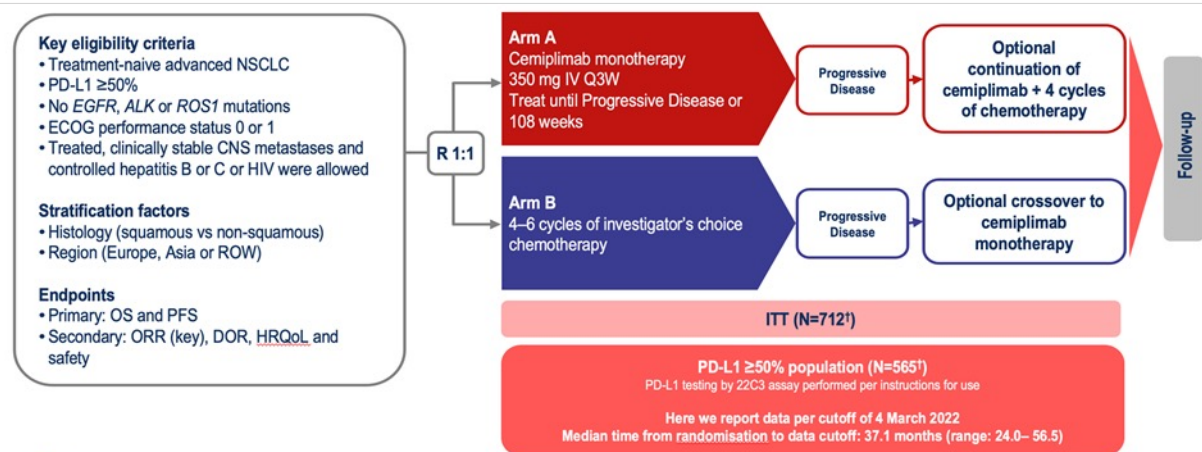 Key eligibility criteria
• Treatment-naive advanced NSCLC
• PD-L1 ≥50%
• No EGFR, ALK or ROS1 mutations
• ECOG performance status 0 or 1
• Treated, clinically stable CNS metastases and
controlled hepatitis B or C or HIV were allowed
Stratification factors
• Histology (squamous vs non-squamous)
• Region (Europe, Asia or ROW)
Endpoints
• Primary: OS and PFS
• Secondary: ORR (key), DOR, HRQoL and
safety
R 1:1
Arm A
Cemiplimab monotherapy
350 mg IV Q3W
Treat until Progressive Disease or
108 weeks
Progressive
Disease
Optional
continuation of
cemiplimab + 4 cycles
of chemotherapy
Arm B
4–6 cycles of investigator's choice
chemotherapy
Progressive
Disease
Optional crossover to
cemiplimab
monotherapy
Follow-up
ITT (N=712†)
PD-L1 ≥50% population (N=565†)
PD-L1 testing by 22C3 assay performed per instructions for use
Here we report data per cutoff of 4 March 2022
Median time from randomisation to data cutoff: 37.1 months (range: 24.0– 56.5)